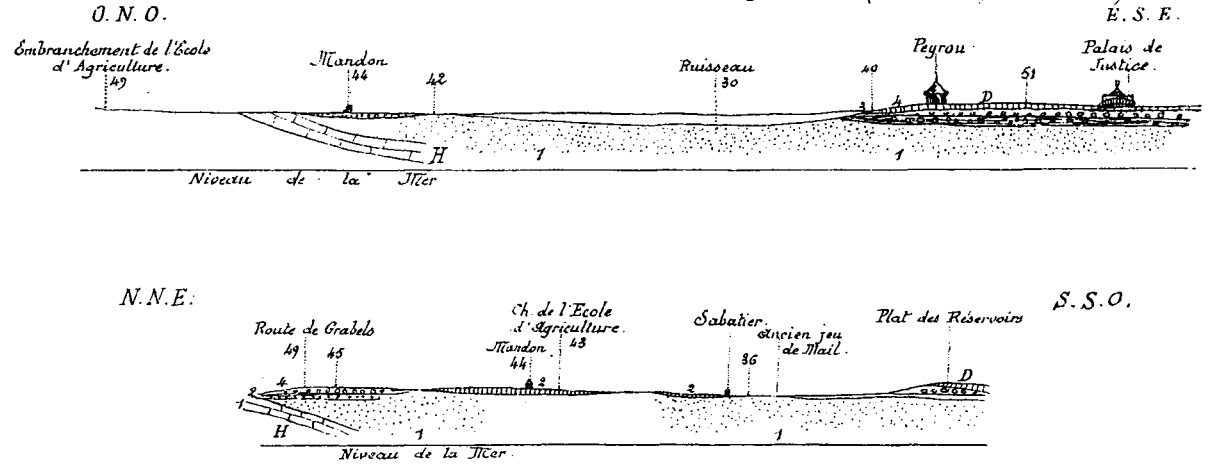 O. N. O.
E. S. E.
Embranchement de l'Ecole
d'Agriculture.
49
Mandon
44
42
Ruisseau
30
49
Peyrou
51
Palais de
Justice.
3
4
D
H
1
1
Niveau de la Mer
N. N. E.
S. S. O.
Route de Grabels
49
45
Ch. de l'Ecole
d'Agriculture.
Mandon
44
43
Sabatier.
36
Ancien jeu
de Mail.
Plat des Réservoirs
2
4
2
2
D
1
H
1
1
Niveau de la Mer.